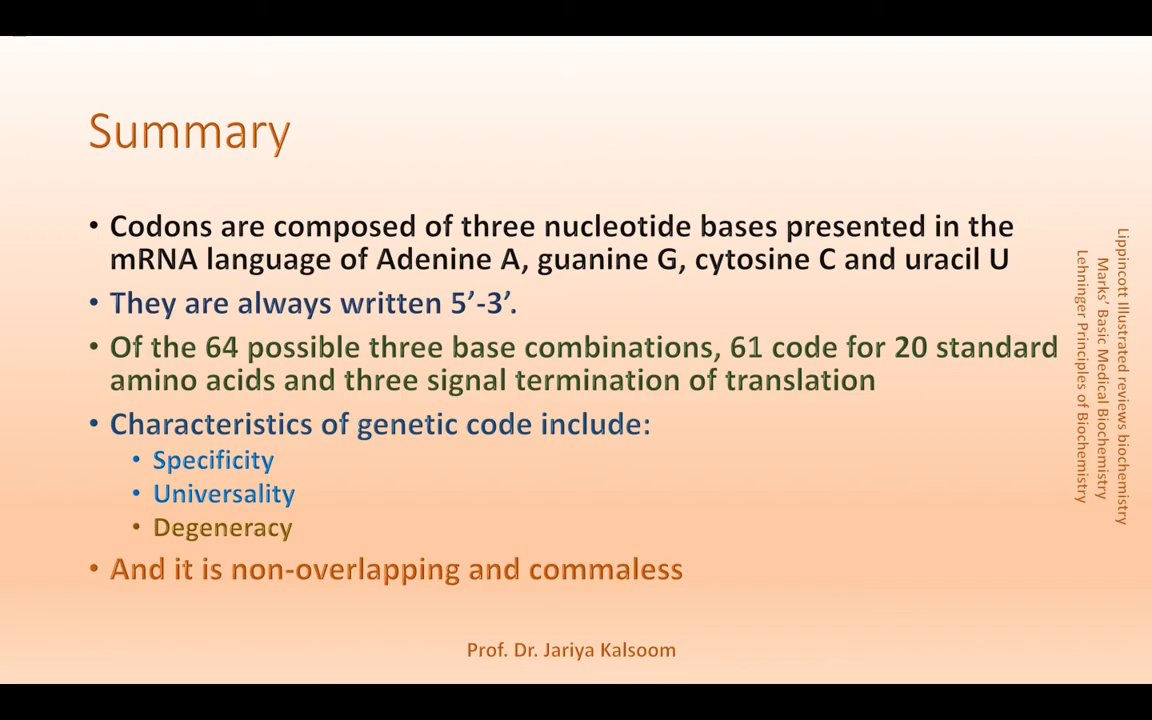 Summary
• Codons are composed of three nucleotide bases presented in the
mRNA language of Adenine A, guanine G, cytosine C and uracil U
• They are always written 5’-3’.
• Of the 64 possible three base combinations, 61 code for 20 standard
amino acids and three signal termination of translation
• Characteristics of genetic code include:
• Specificity
• Universality
• Degeneracy
• And it is non-overlapping and commaless
Lippincott Illustrated reviews biochemistry
Marks’ Basic Medical Biochemistry
Lehninger Principles of Biochemistry
Prof. Dr. Jariya Kalsoom